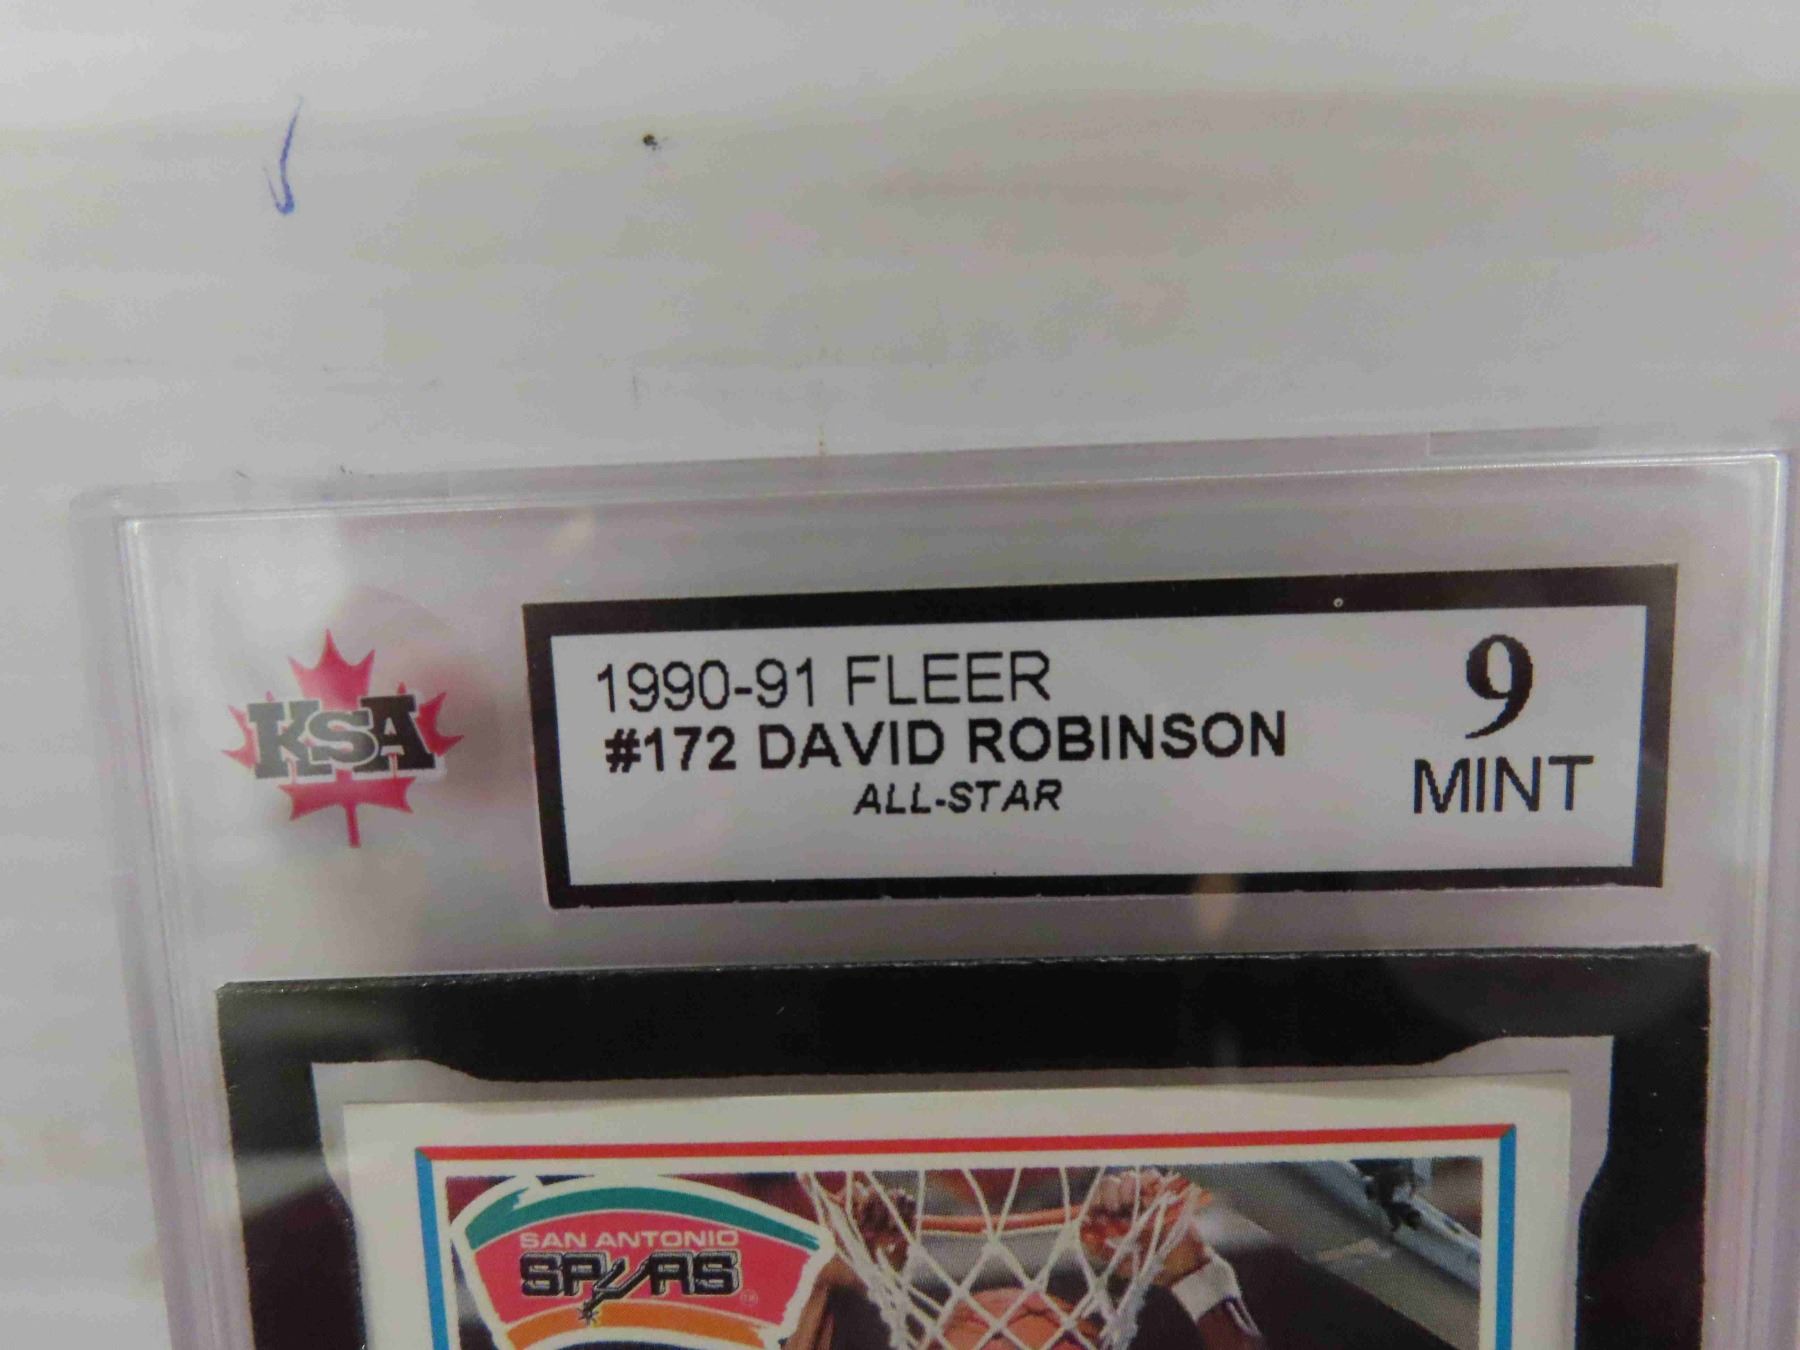 KSA
1990-91 FLEER
#172 DAVID ROBINSON
ALL-STAR
9
MINT
SAN ANTONIO
SPURS